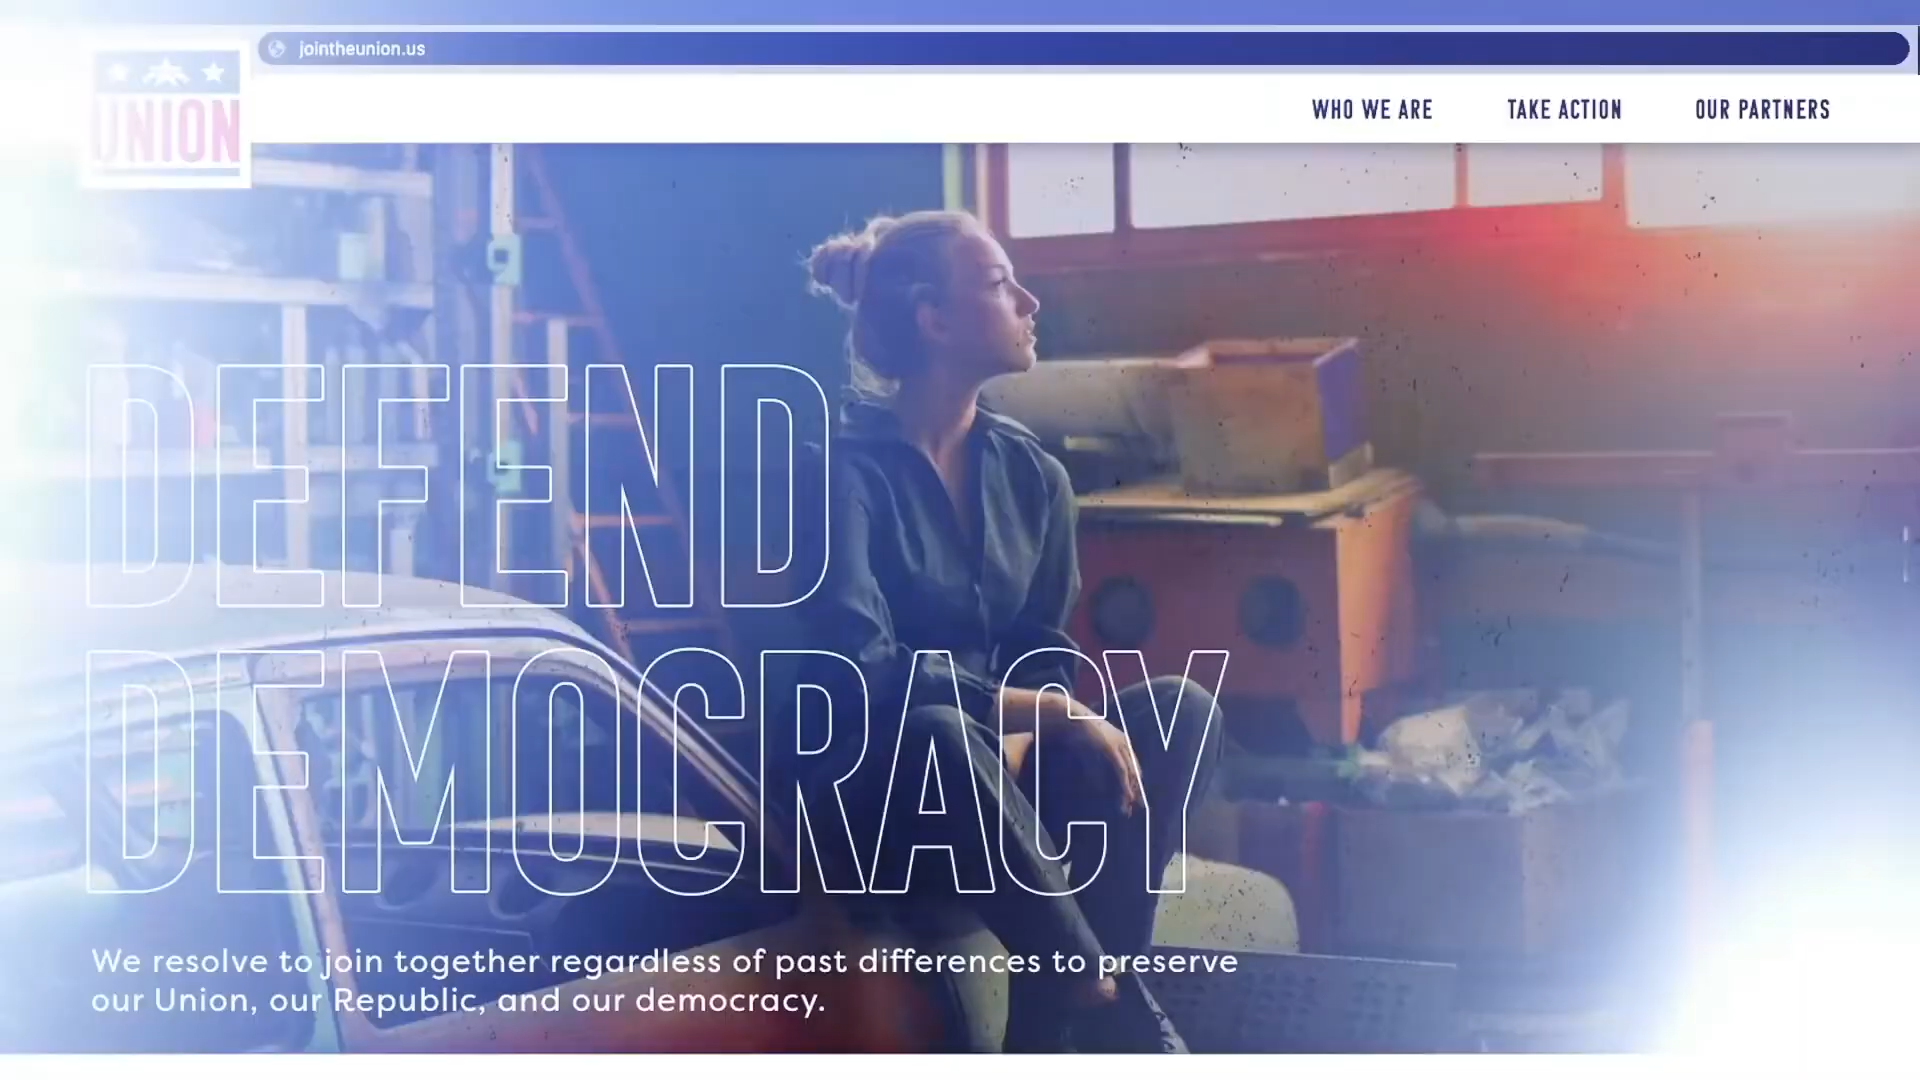 jointheunion.us
UNION
WHO WE ARE
TAKE ACTION
OUR PARTNERS
DEFEND
DEMOCRACY
We resolve to join together regardless of past differences to preserve
our Union, our Republic, and our democracy.